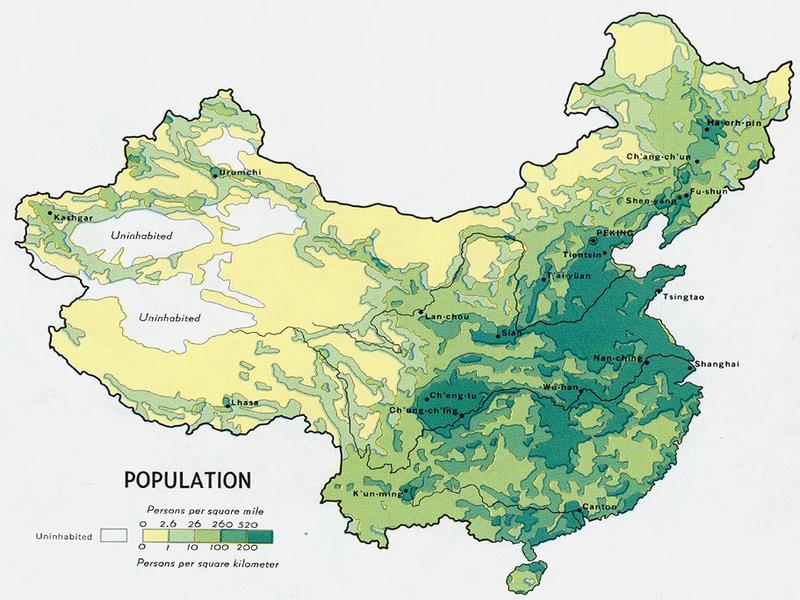 Ha-erh-pin
Ch'ang-ch'un
Urumchi
Fu-shun
Shen-yang
Kashgar
PEKING
Uninhabited
Tientsin
T'ai-yüan
Tsingtao
Uninhabited
Lan-chou
Sian
Nan-ching
Shanghai
Wu-han
Ch'eng-tu
Lhasa
Ch'ung-ch'ing
POPULATION
K'un-ming
Canton
Persons per square mile
0 2.6 26 260 520
Uninhabited
0 1 10 100 200
Persons per square kilometer